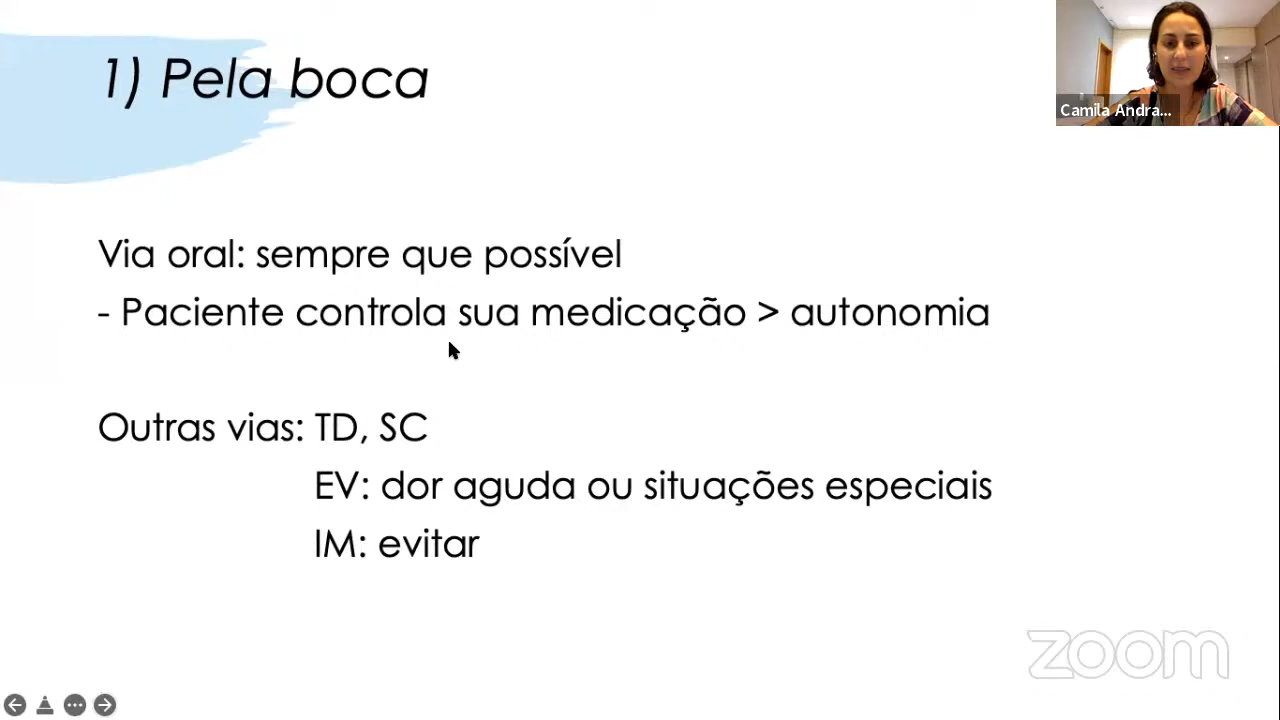 1) Pela boca
Camila Andra...
Via oral: sempre que possível
- Paciente controla sua medicação > autonomia
Outras vias: TD, SC
EV: dor aguda ou situações especiais
IM: evitar
zoom